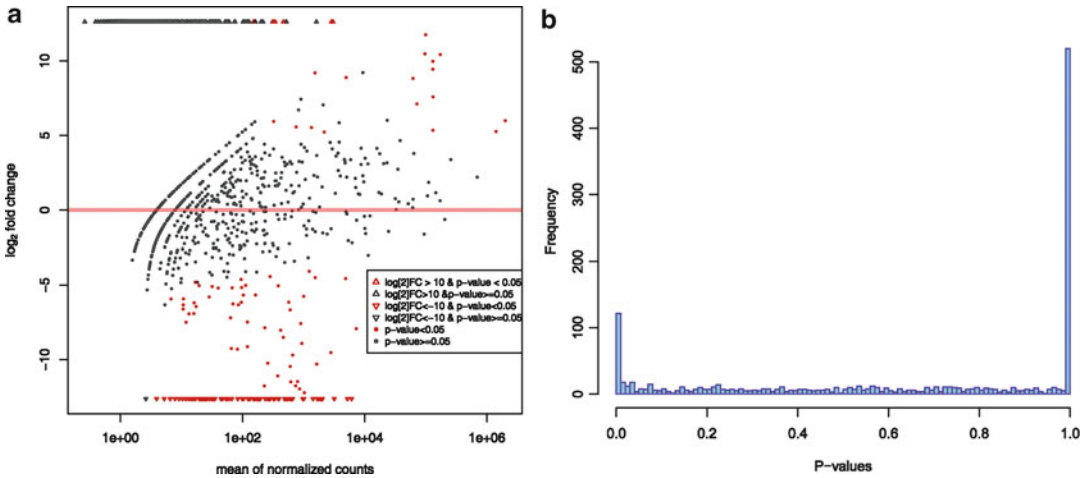 a
log2 fold change
10
5
0
−5
−10
1e+00
1e+02
1e+04
1e+06
mean of normalized counts
log[2]FC > 10 & p-value < 0.05
log[2]FC>10 &p-value>=0.05
log[2]FC<-10 & p-value<0.05
log[2]FC<-10 & p-value>=0.05
p-value<0.05
p-value>=0.05
b
Frequency
500
400
300
200
100
0
0.0
0.2
0.4
0.6
0.8
1.0
P−values